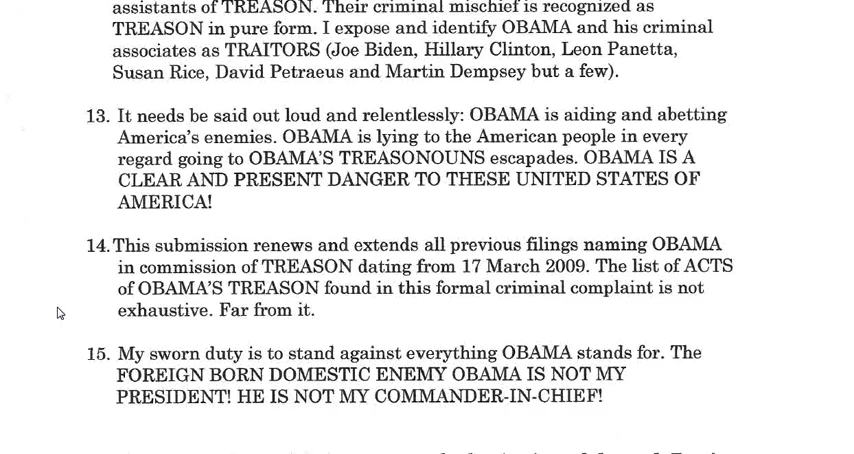 assistants of TREASON. Their criminal mischief is recognized as
TREASON in pure form. I expose and identify OBAMA and his criminal
associates as TRAITORS (Joe Biden, Hillary Clinton, Leon Panetta,
Susan Rice, David Petraeus and Martin Dempsey but a few).
13. It needs be said out loud and relentlessly: OBAMA is aiding and abetting
America's enemies. OBAMA is lying to the American people in every
regard going to OBAMA'S TREASONOUNS escapades. OBAMA IS A
CLEAR AND PRESENT DANGER TO THESE UNITED STATES OF
AMERICA!
14. This submission renews and extends all previous filings naming OBAMA
in commission of TREASON dating from 17 March 2009. The list of ACTS
of OBAMA'S TREASON found in this formal criminal complaint is not
exhaustive. Far from it.
15. My sworn duty is to stand against everything OBAMA stands for. The
FOREIGN BORN DOMESTIC ENEMY OBAMA IS NOT MY
PRESIDENT! HE IS NOT MY COMMANDER-IN-CHIEF!